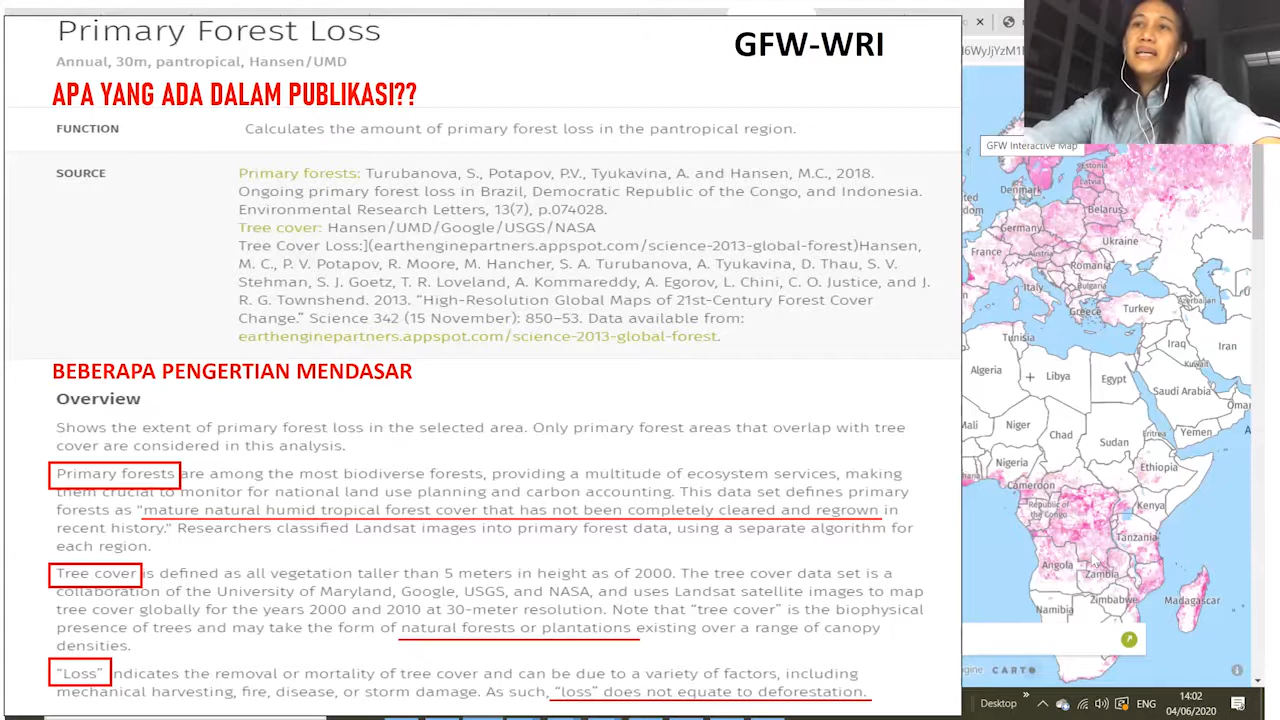 Primary Forest Loss
GFW-WRI
Annual, 30m, pantropical, Hansen/UMD
APA YANG ADA DALAM PUBLIKASI??
FUNCTION
Calculates the amount of primary forest loss in the pantropical region.
SOURCE
Primary forests: Turubanova, S., Potapov, P.V., Tyukavina, A. and Hansen, M.C., 2018.
Ongoing primary forest loss in Brazil, Democratic Republic of the Congo, and Indonesia.
Environmental Research Letters, 13(7), p.074028.
Tree cover: Hansen/UMD/Google/USGS/NASA
Tree Cover Loss:](earthenginepartners.appspot.com/science-2013-global-forest)Hansen,
M. C., P. V. Potapov, R. Moore, M. Hancher, S. A. Turubanova, A. Tyukavina, D. Thau, S. V.
Stehman, S. J. Goetz, T. R. Loveland, A. Kommareddy, A. Egorov, L. Chini, C. O. Justice, and J.
R. G. Townshend. 2013. "High-Resolution Global Maps of 21st-Century Forest Cover
Change." Science 342 (15 November): 850–53. Data available from:
earthenginepartners.appspot.com/science-2013-global-forest.
BEBERAPA PENGERTIAN MENDASAR
Overview
Shows the extent of primary forest loss in the selected area. Only primary forest areas that overlap with tree
cover are considered in this analysis.
Primary forests are among the most biodiverse forests, providing a multitude of ecosystem services, making
them crucial to monitor for national land use planning and carbon accounting. This data set defines primary
forests as "mature natural humid tropical forest cover that has not been completely cleared and regrown in
recent history." Researchers classified Landsat images into primary forest data, using a separate algorithm for
each region.
Tree cover is defined as all vegetation taller than 5 meters in height as of 2000. The tree cover data set is a
collaboration of the University of Maryland, Google, USGS, and NASA, and uses Landsat satellite images to map
tree cover globally for the years 2000 and 2010 at 30-meter resolution. Note that "tree cover" is the biophysical
presence of trees and may take the form of natural forests or plantations existing over a range of canopy
densities.
"Loss" indicates the removal or mortality of tree cover and can be due to a variety of factors, including
mechanical harvesting, fire, disease, or storm damage. As such, "loss" does not equate to deforestation.
GFW Interactive Map
Estonia
Latvia
Denmark
Belarus
Germany
Ukraine
France
Austria
Romania
Italy
Bulgaria
Greece
Turkey
Azerbaijan
Tunisia
Iraq
Iran
Kuwait
Algeria
Libya
Egypt
Saudi Arabia
Oman
Mali
Niger
Chad
Sudan
Eritrea
Yemen
Nigeria
Ethiopia
Cameroon
Republic of
the Congo
Kenya
Tanzania
Angola
Zambia
Zimbabwe
Madagascar
Namibia
CARTO
Desktop
ENG
14:02
04/06/2020